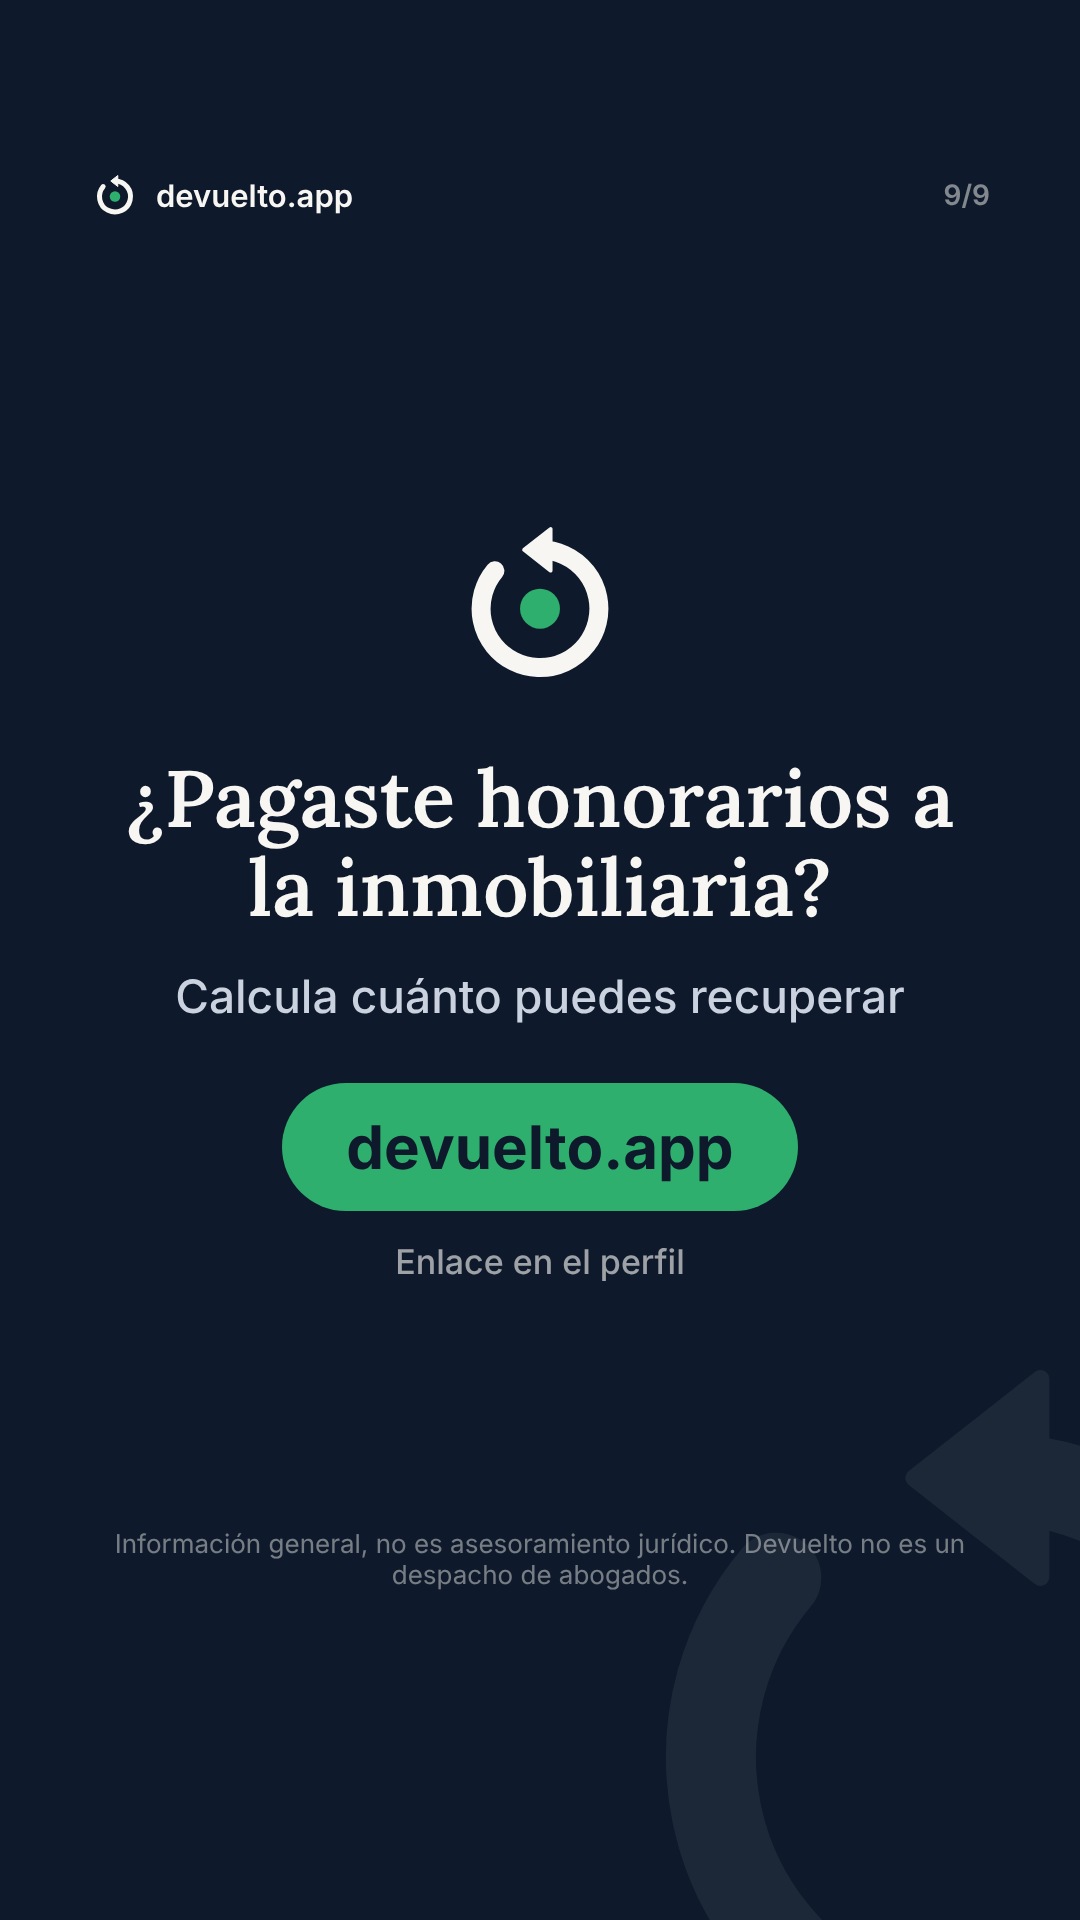 devuelto.app
9/9
¿Pagaste honorarios a
la inmobiliaria?
Calcula cuánto puedes recuperar
devuelto.app
Enlace en el perfil
Información general, no es asesoramiento jurídico. Devuelto no es un
despacho de abogados.